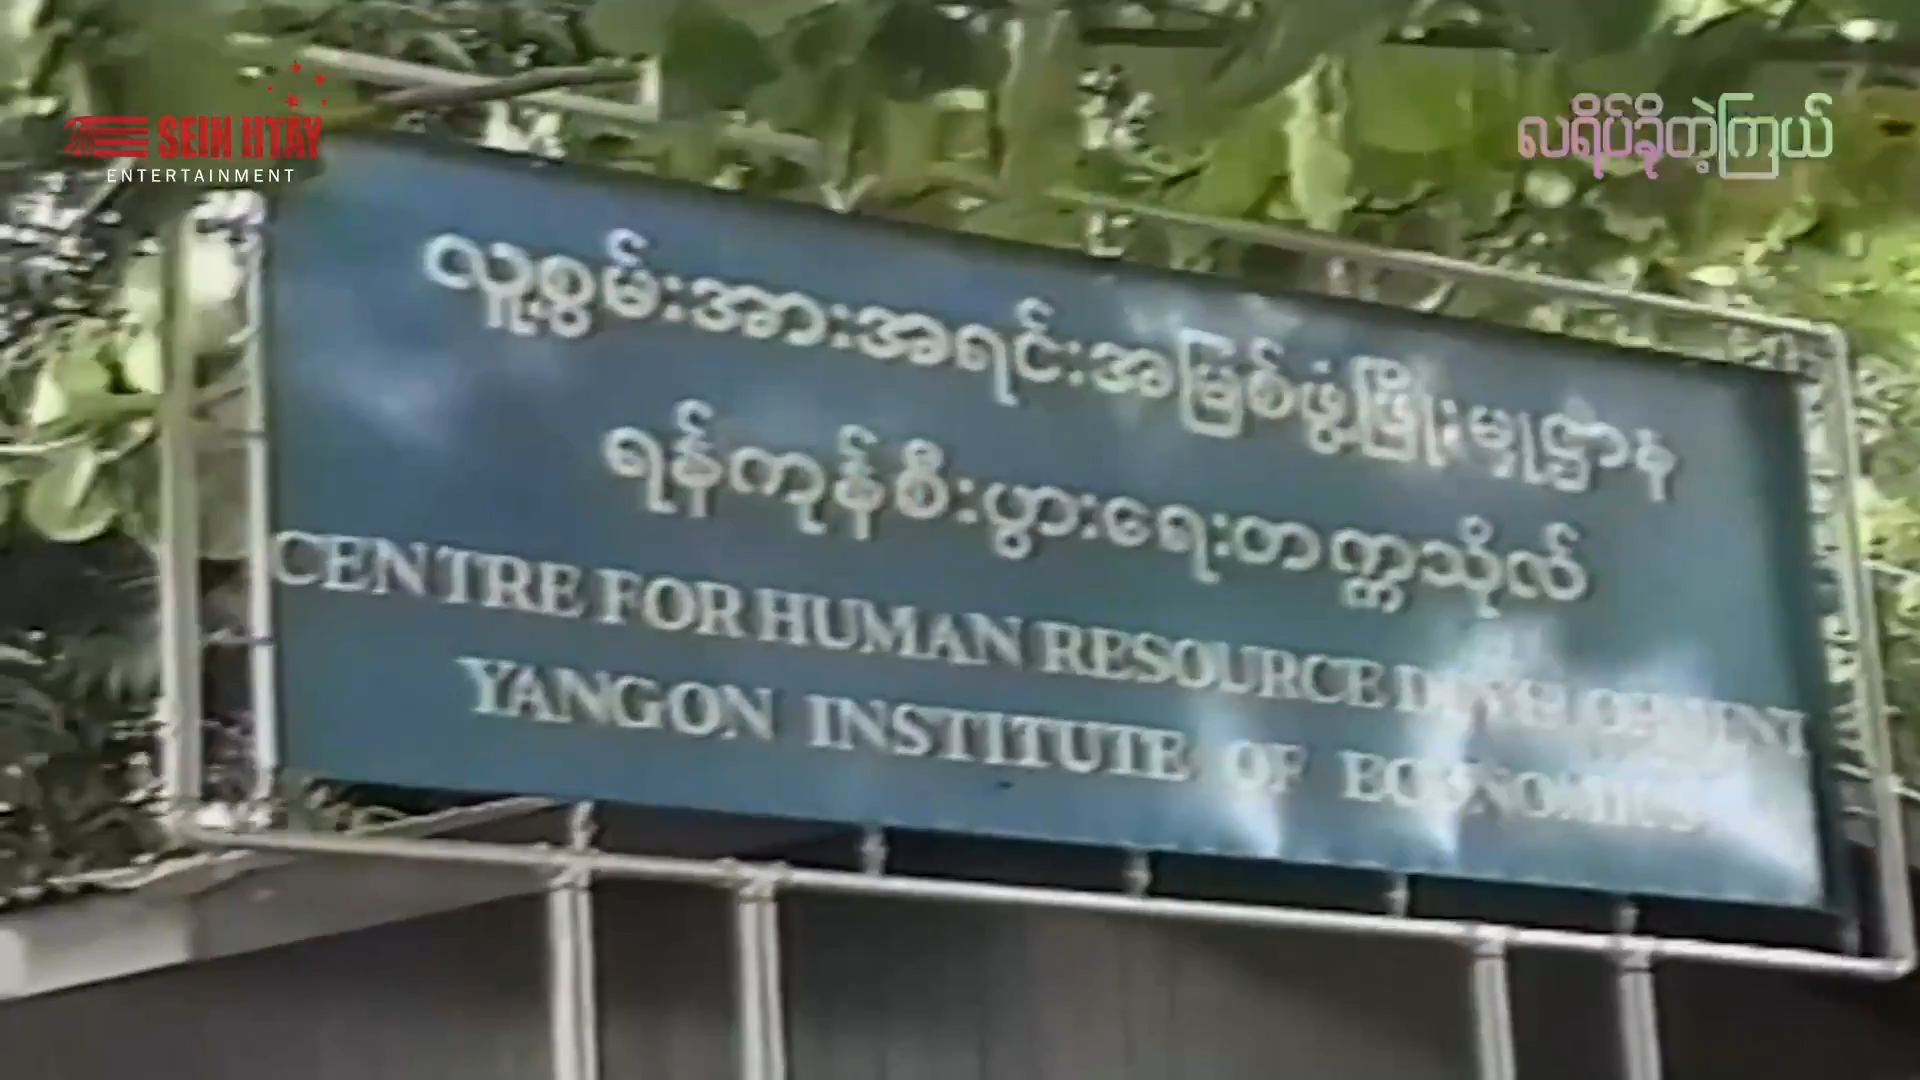 SEIN HTAY
ENTERTAINMENT
လရိပ်ခိုတဲ့ကြယ်
လူ့စွမ်းအားအရင်းအမြစ်ဖွံ့ဖြိုးမှုဌာန
ရန်ကုန်စီးပွားရေးတက္ကသိုလ်
CENTRE FOR HUMAN RESOURCE DEVELOPMENT
YANGON INSTITUTE OF ECONOMICS